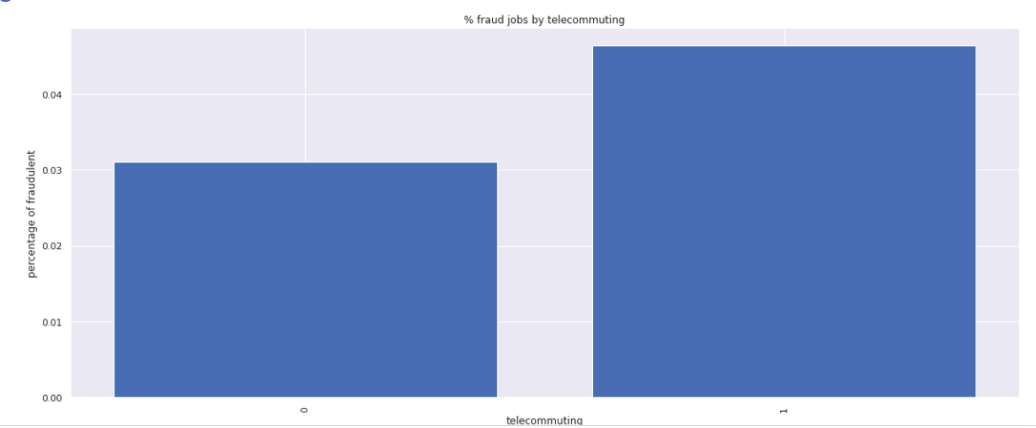 % fraud jobs by telecommuting
0.04
0.03
0.02
0.01
0.00
percentage of fraudulent
0
1
telecommuting